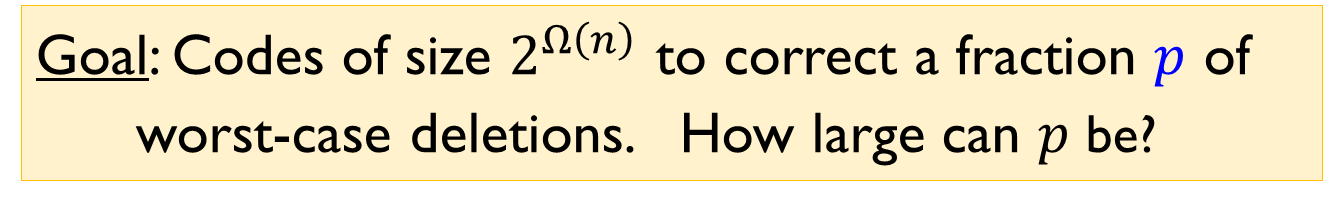 Goal: Codes of size 2^Ω(n) to correct a fraction p of
worst-case deletions. How large can p be?